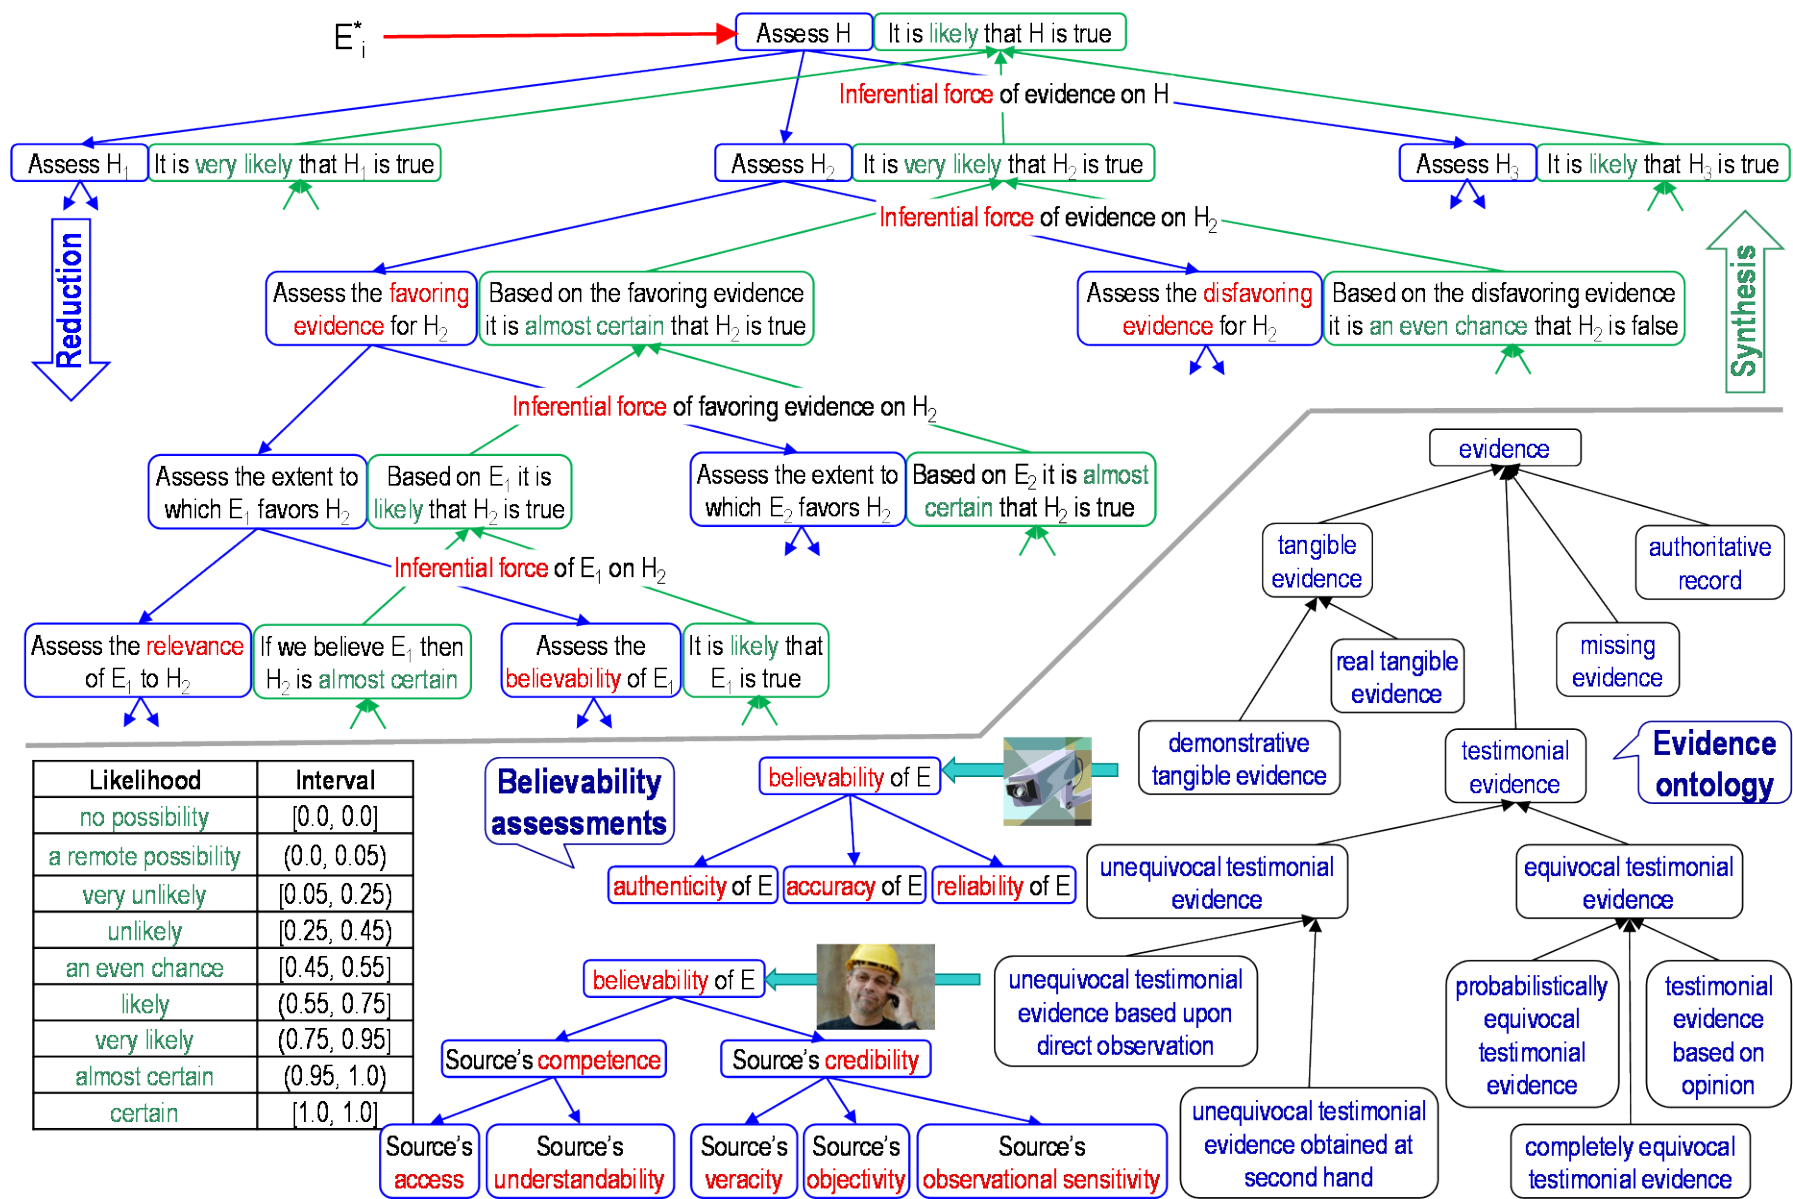 E*i
Assess H
It is likely that H is true
Inferential force of evidence on H
Assess H1
It is very likely that H1 is true
Assess H2
It is very likely that H2 is true
Assess H3
It is likely that H3 is true
Inferential force of evidence on H2
Reduction
Synthesis
Assess the favoring
evidence for H2
Based on the favoring evidence
it is almost certain that H2 is true
Assess the disfavoring
evidence for H2
Based on the disfavoring evidence
it is an even chance that H2 is false
Inferential force of favoring evidence on H2
Assess the extent to
which E1 favors H2
Based on E1 it is
likely that H2 is true
Assess the extent to
which E2 favors H2
Based on E2 it is almost
certain that H2 is true
Inferential force of E1 on H2
Assess the relevance
of E1 to H2
If we believe E1 then
H2 is almost certain
Assess the
believability of E1
It is likely that
E1 is true
evidence
tangible
evidence
authoritative
record
real tangible
evidence
missing
evidence
demonstrative
tangible evidence
testimonial
evidence
Evidence
ontology
unequivocal testimonial
evidence
equivocal testimonial
evidence
unequivocal testimonial
evidence based upon
direct observation
probabilistically
equivocal
testimonial
evidence
testimonial
evidence
based on
opinion
unequivocal testimonial
evidence obtained at
second hand
completely equivocal
testimonial evidence
Likelihood Interval
no possibility [0.0, 0.0]
a remote possibility (0.0, 0.05)
very unlikely [0.05, 0.25)
unlikely [0.25, 0.45)
an even chance [0.45, 0.55]
likely (0.55, 0.75]
very likely (0.75, 0.95]
almost certain (0.95, 1.0)
certain [1.0, 1.0]
Believability
assessments
believability of E
authenticity of E
accuracy of E
reliability of E
believability of E
Source's competence
Source's credibility
Source's
access
Source's
understandability
Source's
veracity
Source's
objectivity
Source's
observational sensitivity